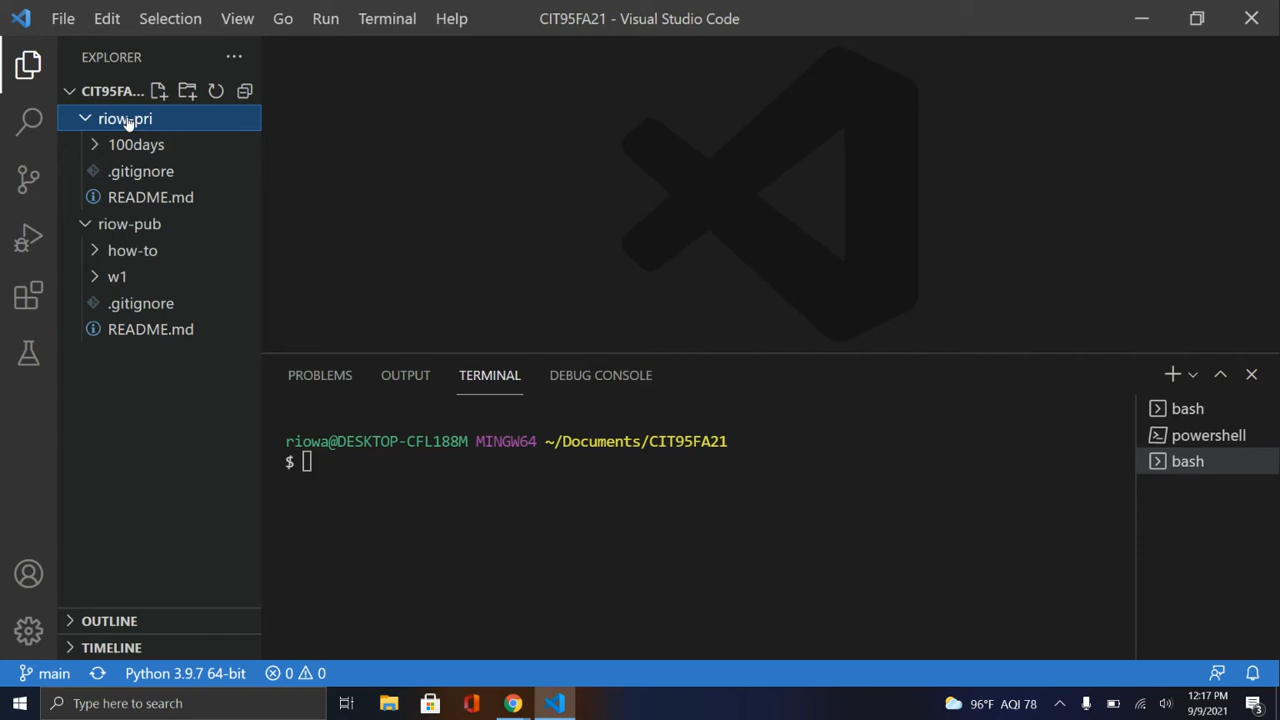 File Edit Selection View Go Run Terminal Help CIT95FA21 - Visual Studio Code
EXPLORER
CIT95FA...
riow-pri
100days
.gitignore
README.md
riow-pub
how-to
w1
.gitignore
README.md
OUTLINE
TIMELINE
PROBLEMS OUTPUT TERMINAL DEBUG CONSOLE
riowa@DESKTOP-CFL188M MINGW64 ~/Documents/CIT95FA21
$
bash
powershell
bash
main Python 3.9.7 64-bit 0 0
Type here to search
96°F AQI 78
12:17 PM
9/9/2021
3